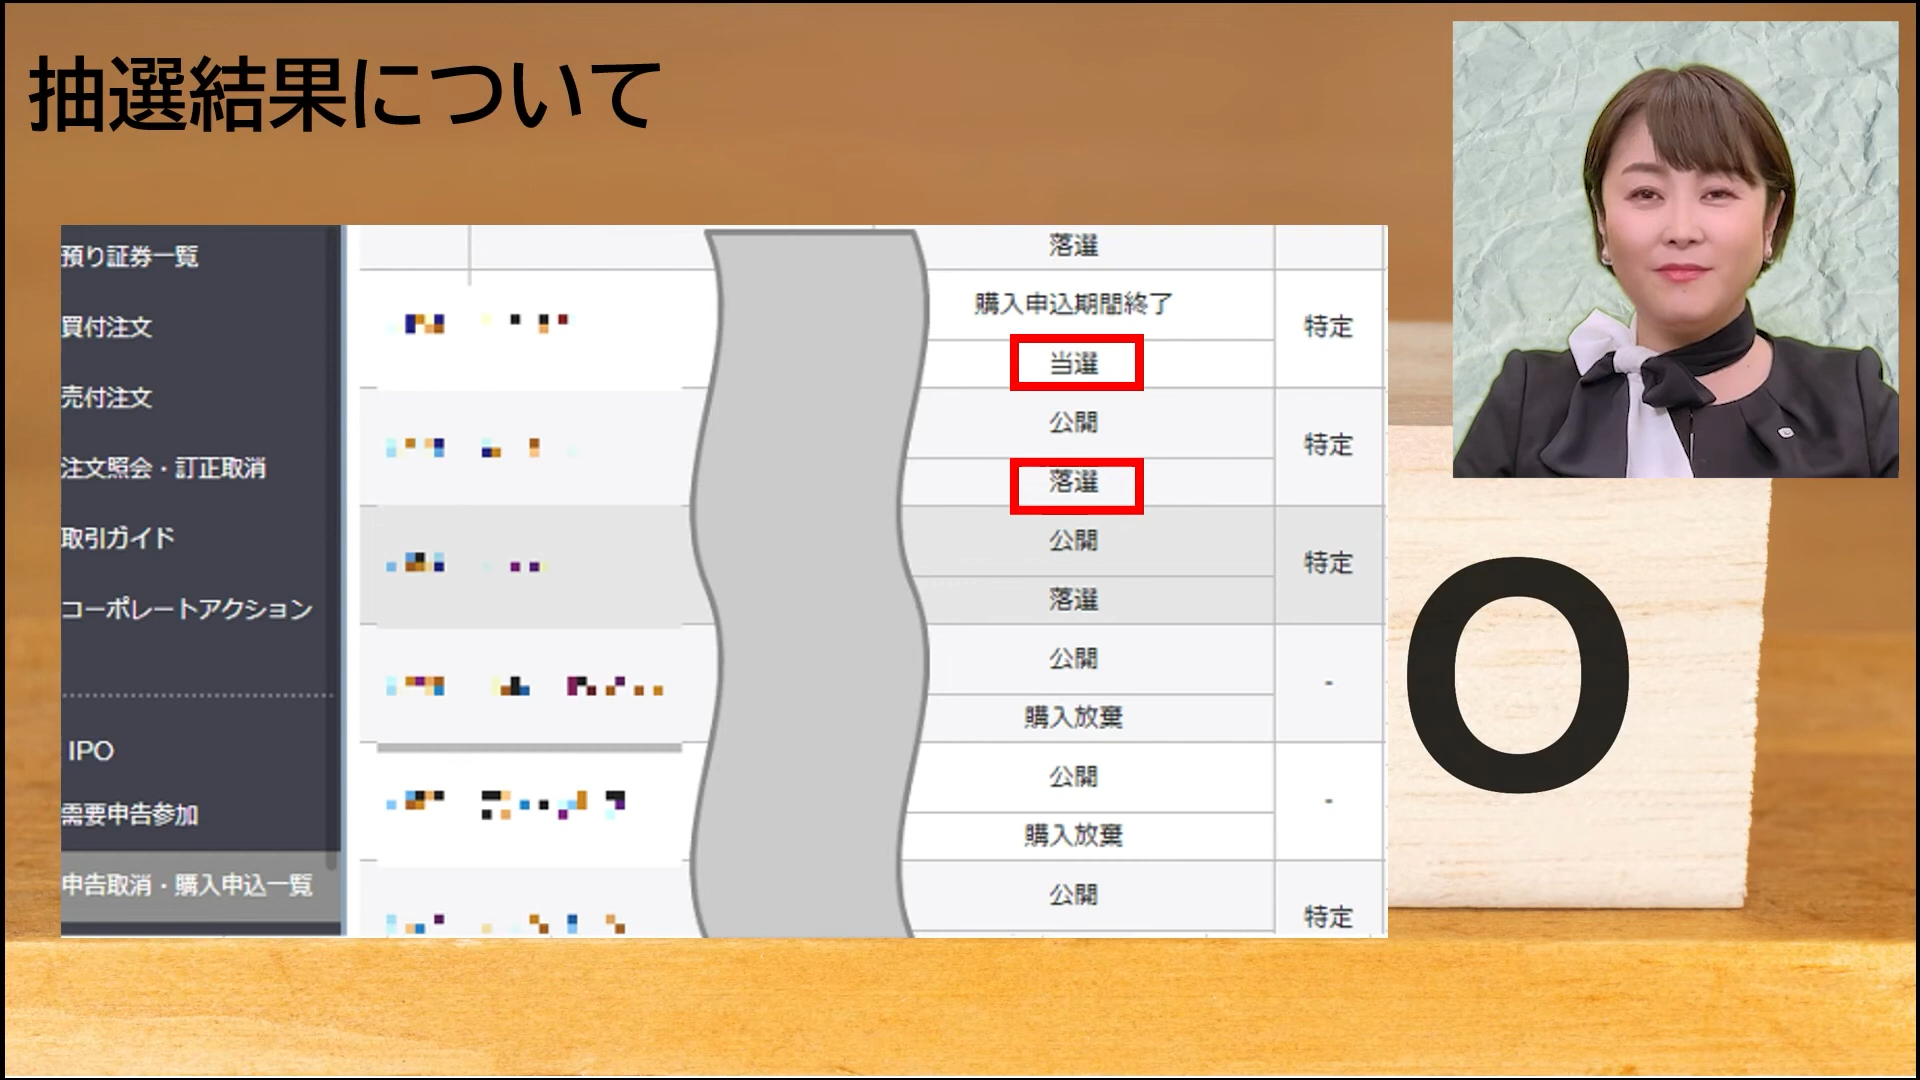 抽選結果について
預り証券一覧
買付注文
売付注文
注文照会・訂正取消
取引ガイド
コーポレートアクション
IPO
需要申告参加
申告取消・購入申込一覧
落選
購入申込期間終了
特定
当選
公開
特定
落選
公開
特定
落選
公開
-
購入放棄
公開
-
購入放棄
公開
特定
O